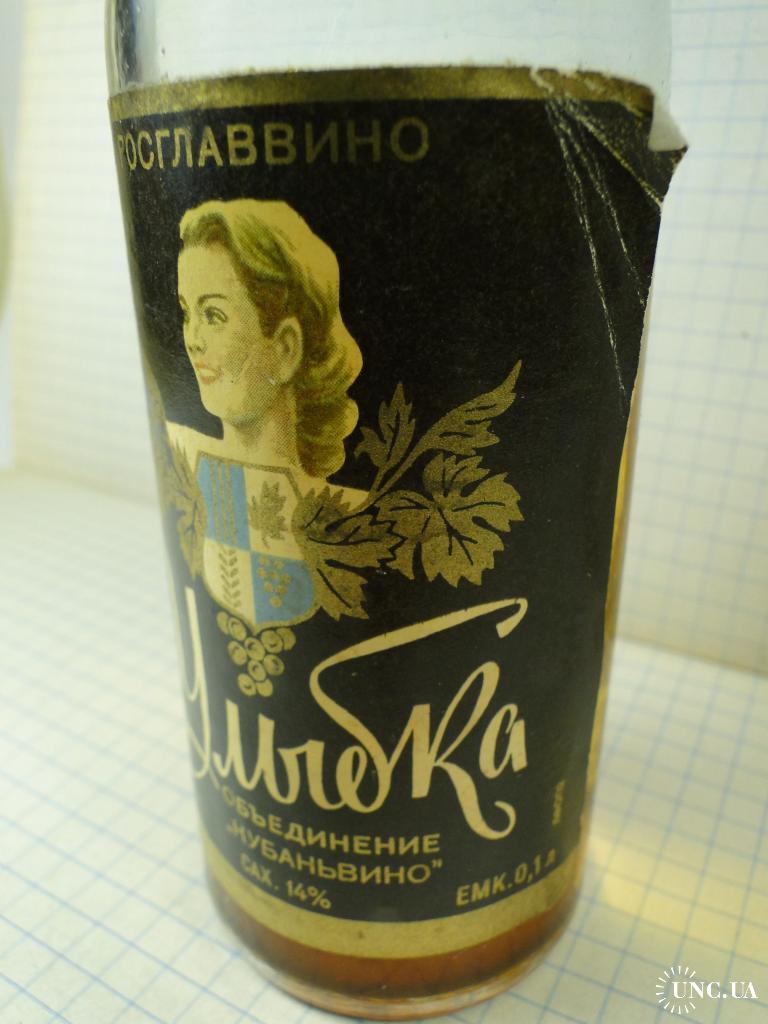 РОСГЛАВВИНО
Улыбка
ОБЪЕДИНЕНИЕ
„КУБАНЬВИНО"
САХ. 14%
ЕМК. 0,1 л
UNC.UA